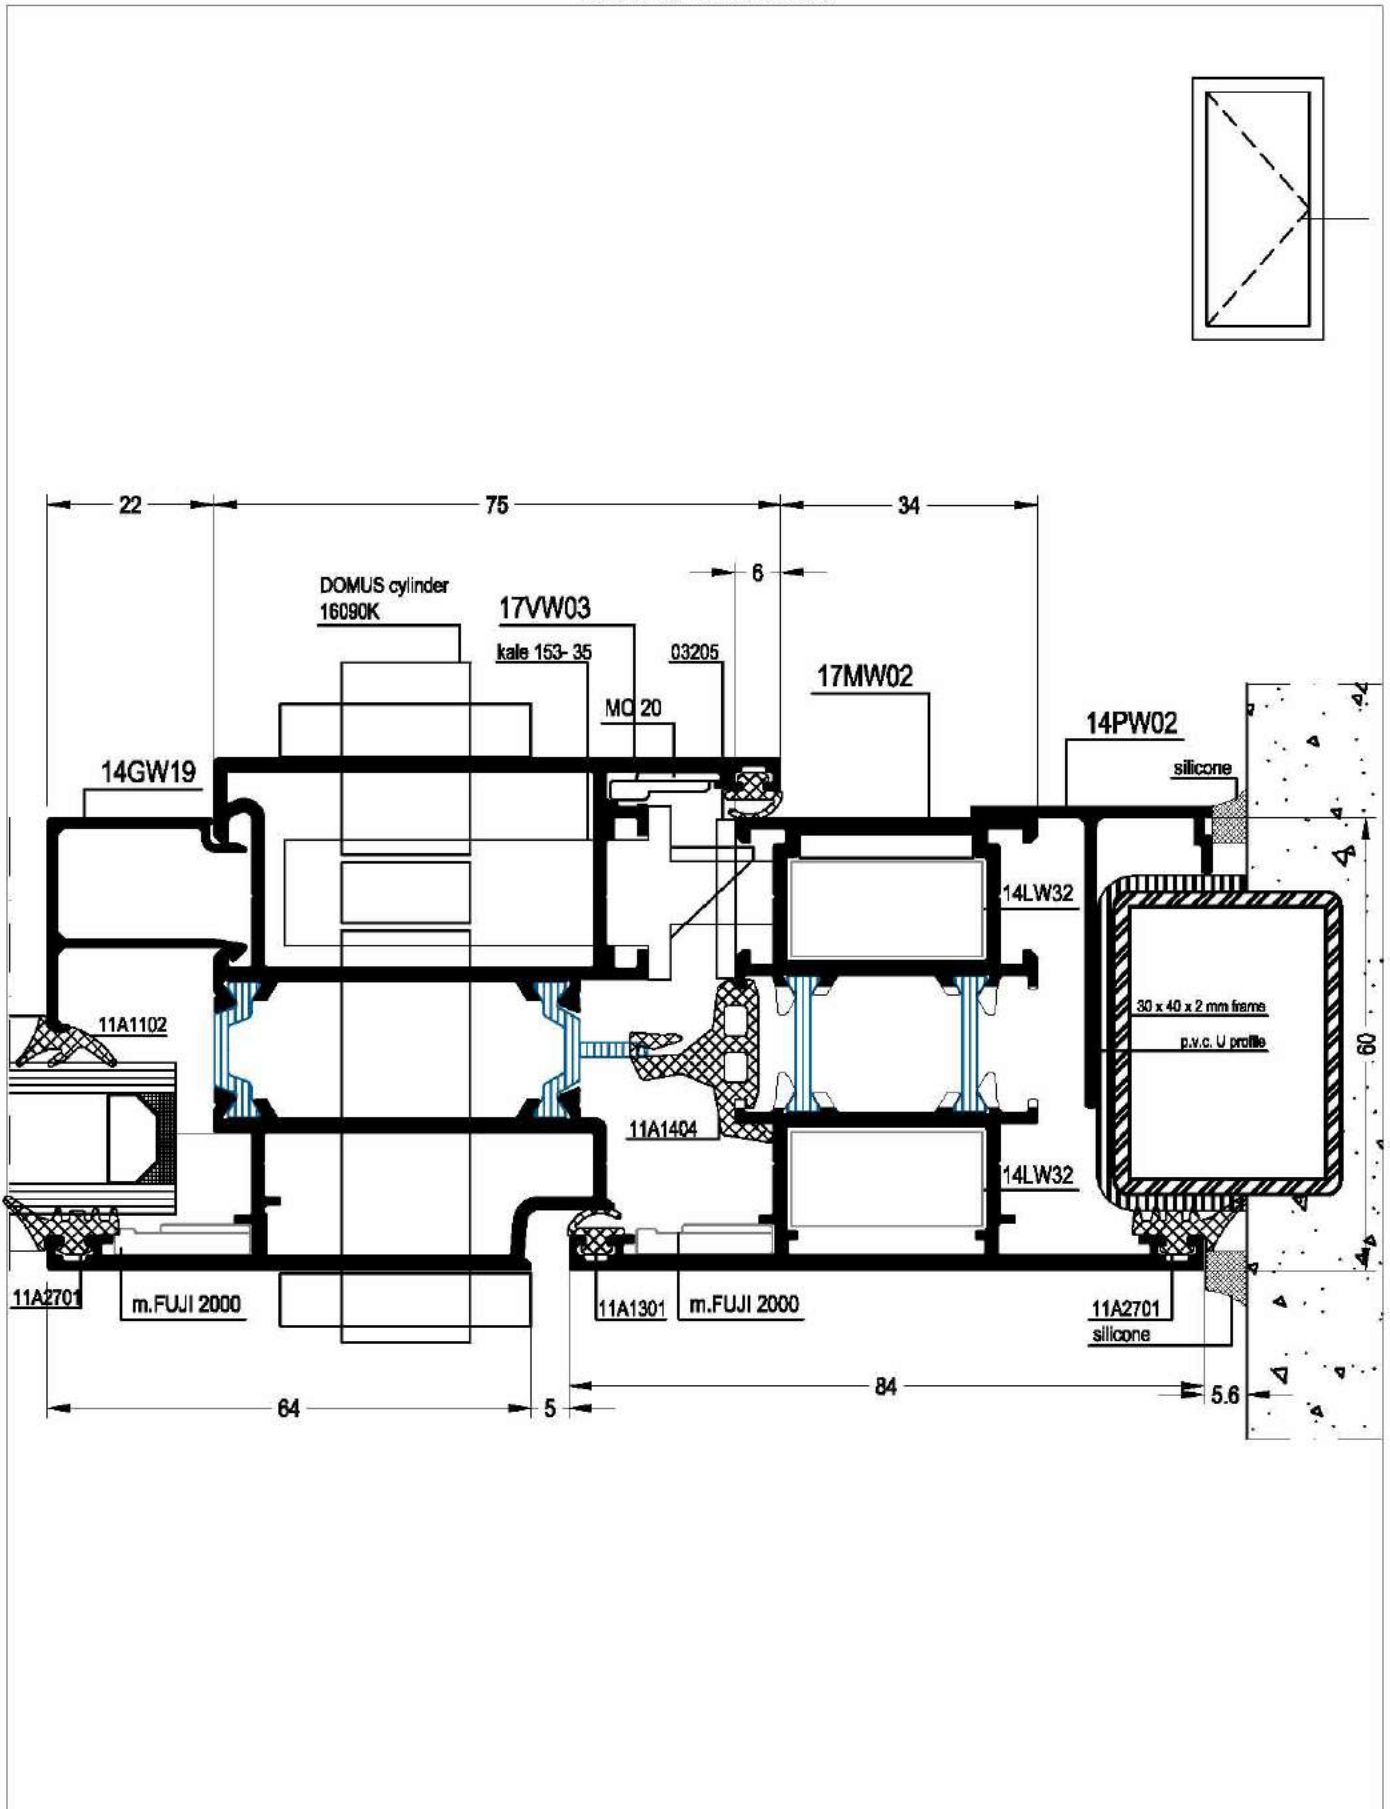 22
75
34
6
DOMUS cylinder
16090K
17VW03
kale 153- 35
03205
17MW02
MO 20
14PW02
silicone
14GW19
14LW32
30 x 40 x 2 mm frame
p.v.c. U profile
60
11A1102
11A1404
14LW32
11A2701
m.FUJI 2000
11A1301
m.FUJI 2000
11A2701
silicone
84
5.6
64
5